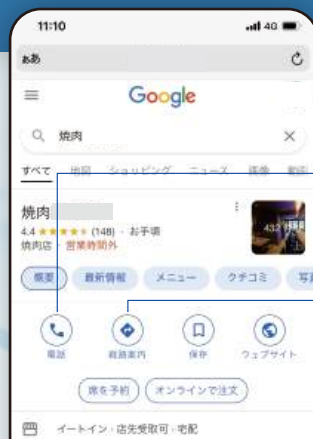 11:10
4G
ああ
Google
焼肉
すべて 地図 ショッピング ニュース 画像 動画
焼肉
4.4 (148)・お手頃
焼肉店・営業時間外
概要 最新情報 メニュー クチコミ 写真
電話 経路案内 保存 ウェブサイト
席を予約 オンラインで注文
イートイン・店先受取可・宅配